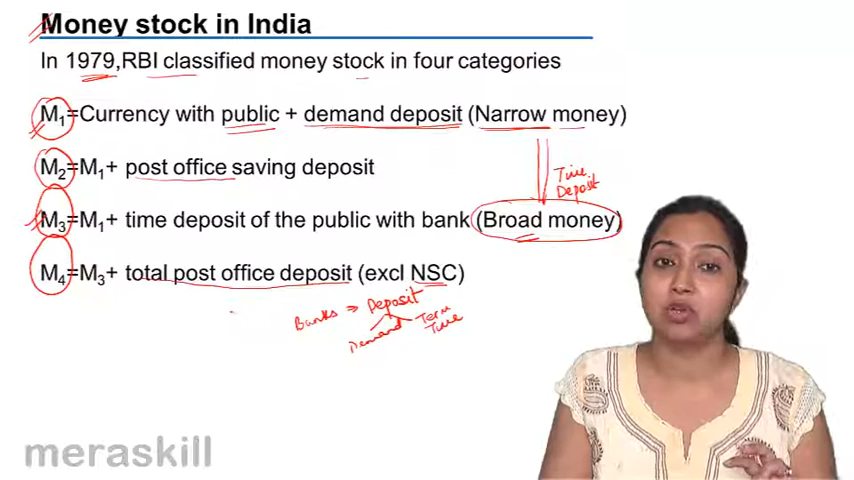 Money stock in India
In 1979,RBI classified money stock in four categories
M₁=Currency with public + demand deposit (Narrow money)
M₂=M₁+ post office saving deposit
Time
Deposit
M₃=M₁+ time deposit of the public with bank (Broad money)
M₄=M₃+ total post office deposit (excl NSC)
Banks ⇒ Deposit
Demand Term
Time
meraskill